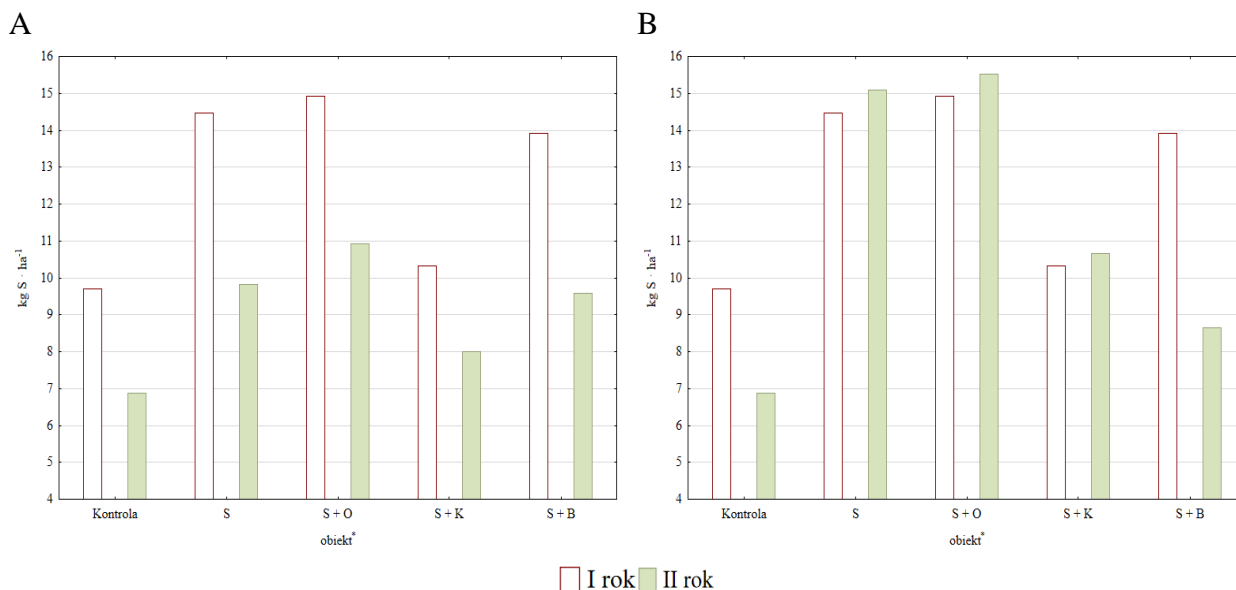 A
16
15
14
13
12
11
10
9
8
7
6
5
4
kg S · ha⁻¹
Kontrola S S + O S + K S + B
obiekt*
B
16
15
14
13
12
11
10
9
8
7
6
5
4
kg S · ha⁻¹
Kontrola S S + O S + K S + B
obiekt*
I rok II rok